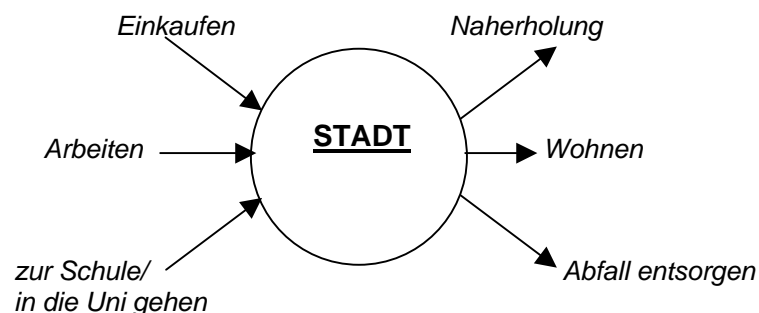 Einkaufen
Naherholung
STADT
Arbeiten
Wohnen
zur Schule/
in die Uni gehen
Abfall entsorgen